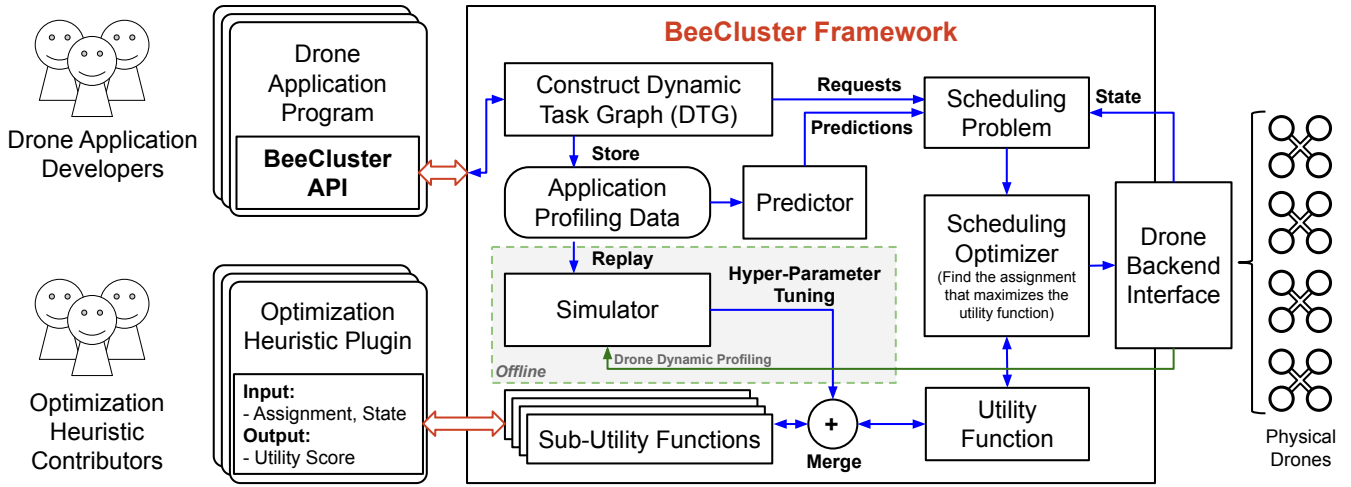 BeeCluster Framework
Drone Application
Developers
Drone
Application
Program
BeeCluster
API
Construct Dynamic
Task Graph (DTG)
Requests
Predictions
Scheduling
Problem
State
Store
Application
Profiling Data
Predictor
Scheduling
Optimizer
(Find the assignment
that maximizes the
utility function)
Drone
Backend
Interface
Replay
Hyper-Parameter
Tuning
Simulator
Drone Dynamic Profiling
Offline
Optimization
Heuristic
Contributors
Optimization
Heuristic Plugin
Input:
- Assignment, State
Output:
- Utility Score
Sub-Utility Functions
+
Merge
Utility
Function
Physical
Drones